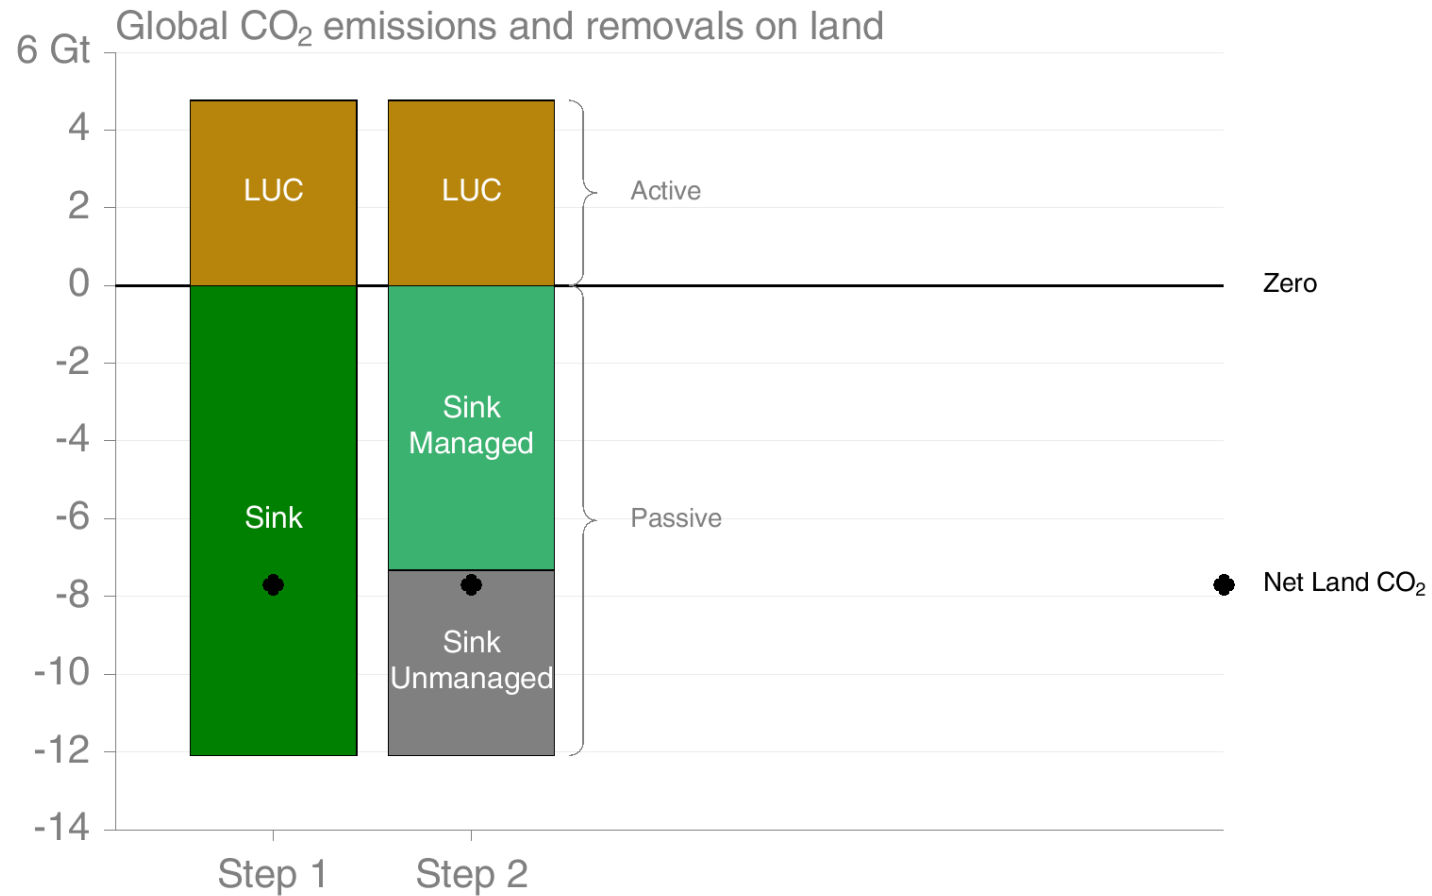 Global CO₂ emissions and removals on land
6 Gt
4
2
0
-2
-4
-6
-8
-10
-12
-14
LUC
LUC
Active
Zero
Sink
Managed
Sink
Passive
Net Land CO₂
Sink
Unmanaged
Step 1
Step 2